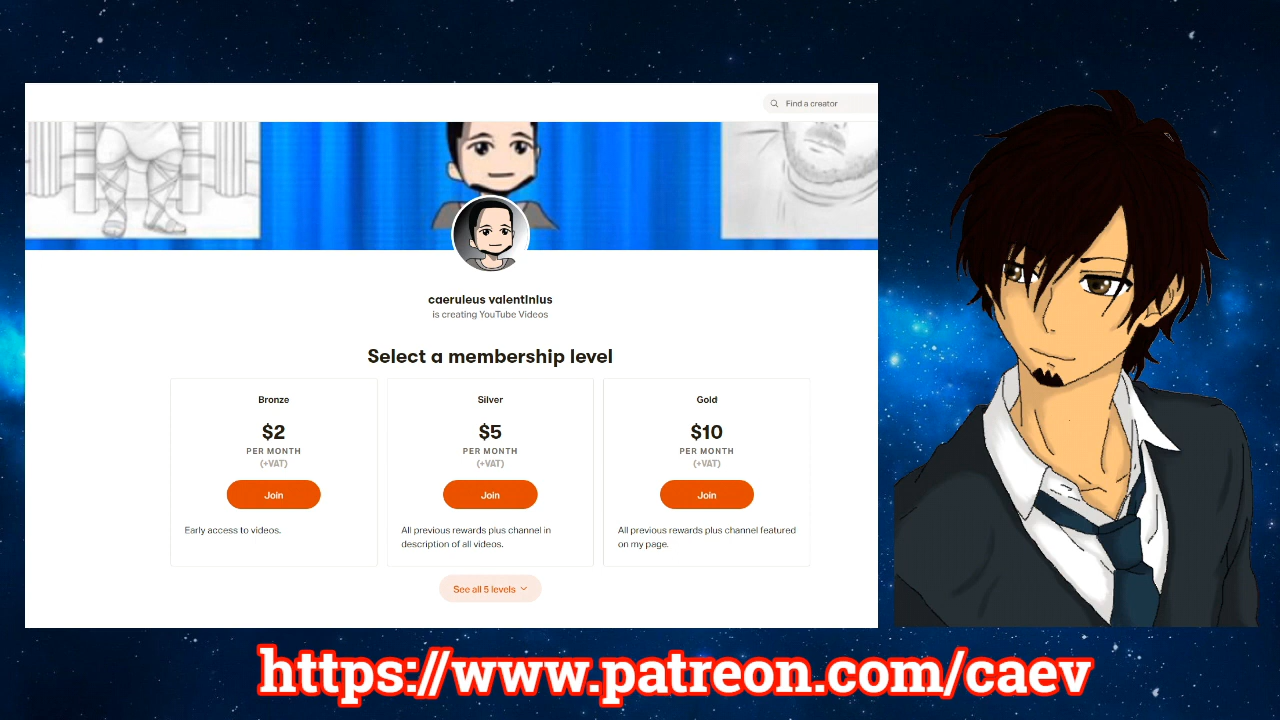 Find a creator
caeruleus valentinius
is creating YouTube Videos
Select a membership level
Bronze
$2
PER MONTH
(+VAT)
Join
Early access to videos.
Silver
$5
PER MONTH
(+VAT)
Join
All previous rewards plus channel in
description of all videos.
Gold
$10
PER MONTH
(+VAT)
Join
All previous rewards plus channel featured
on my page.
See all 5 levels
https://www.patreon.com/caev